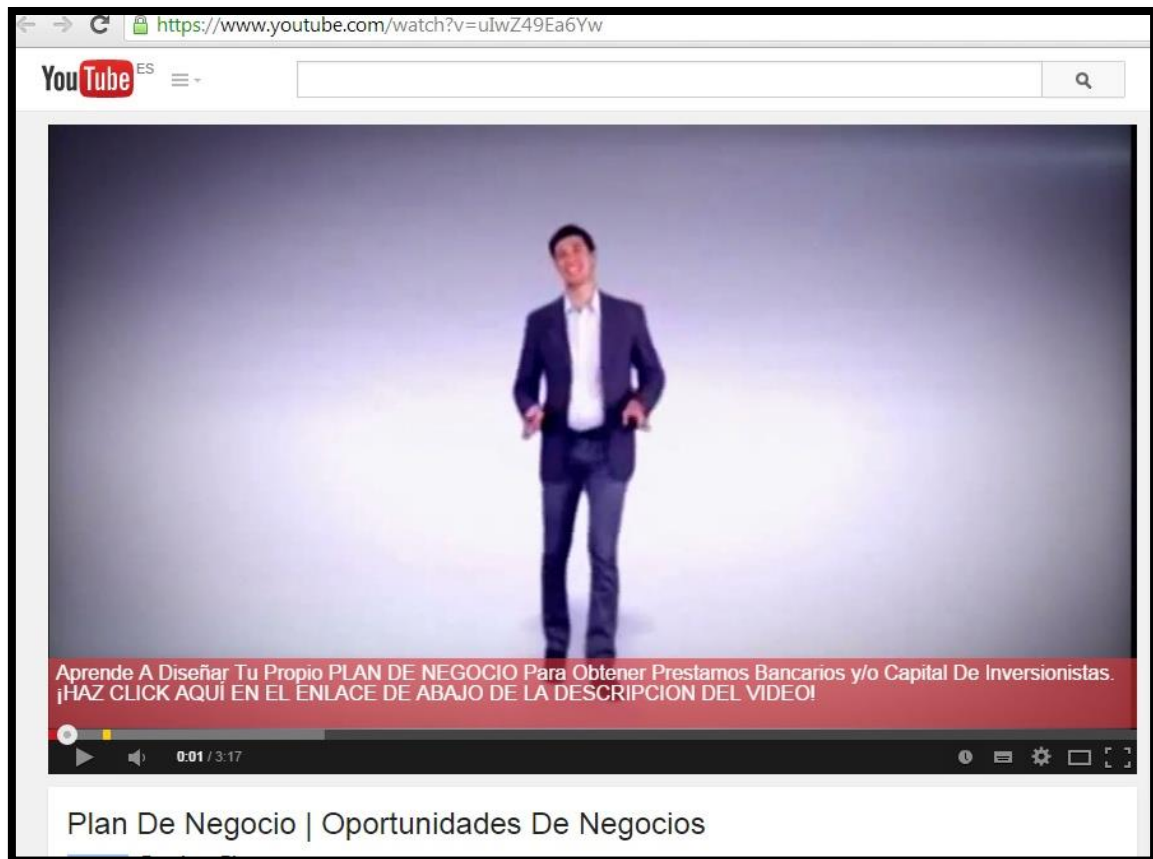 https://www.youtube.com/watch?v=uIwZ49Ea6Yw
YouTube ES
Aprende A Diseñar Tu Propio PLAN DE NEGOCIO Para Obtener Prestamos Bancarios y/o Capital De Inversionistas.
¡HAZ CLICK AQUÍ EN EL ENLACE DE ABAJO DE LA DESCRIPCION DEL VIDEO!
0:01 / 3:17
Plan De Negocio | Oportunidades De Negocios